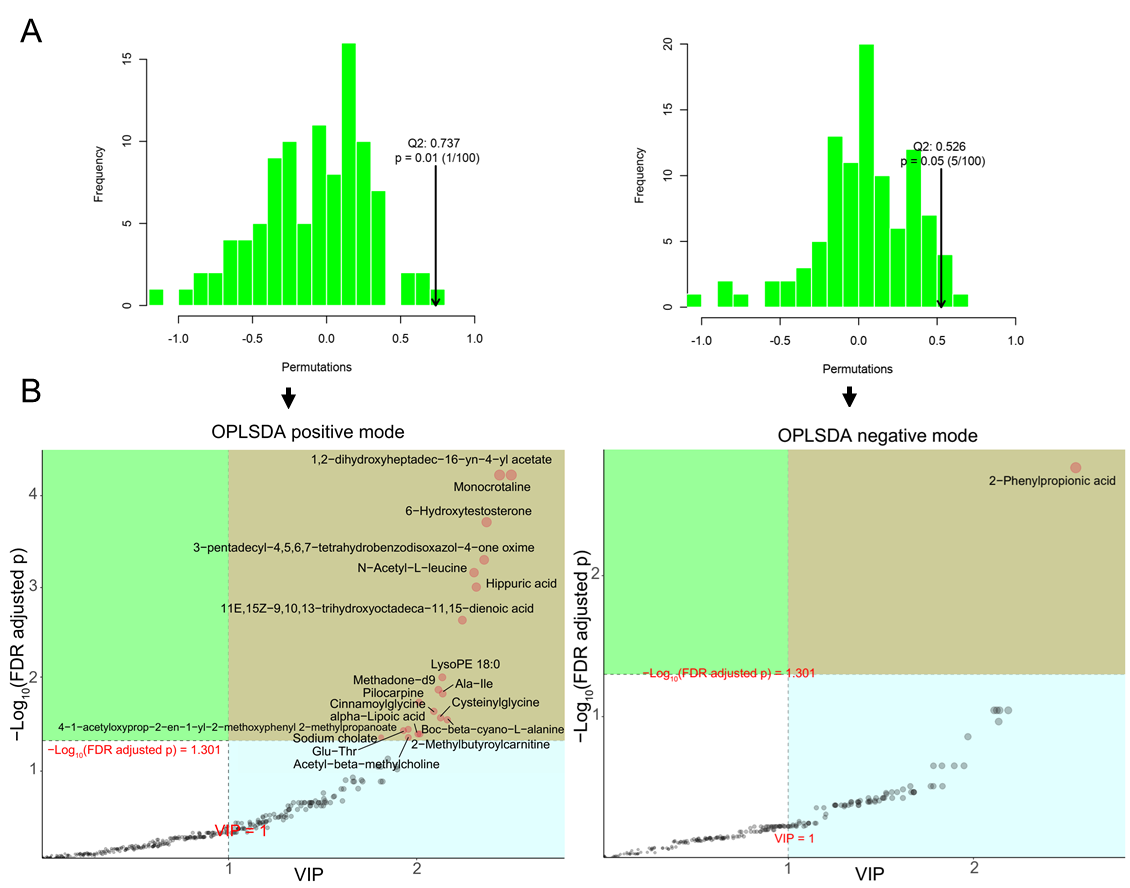 A
15
10
5
0
Frequency
Q2: 0.737
p = 0.01 (1/100)
-1.0 -0.5 0.0 0.5 1.0
Permutations
20
15
10
5
0
Frequency
Q2: 0.526
p = 0.05 (5/100)
-1.0 -0.5 0.0 0.5 1.0
Permutations
B
OPLSDA positive mode
−Log10(FDR adjusted p)
4
3
2
1
1,2−dihydroxyheptadec−16−yn−4−yl acetate
Monocrotaline
6−Hydroxytestosterone
3−pentadecyl−4,5,6,7−tetrahydrobenzodisoxazol−4−one oxime
N−Acetyl−L−leucine
Hippuric acid
11E,15Z−9,10,13−trihydroxyoctadeca−11,15−dienoic acid
LysoPE 18:0
Methadone−d9
Ala−Ile
Pilocarpine
Cinnamoylglycine
Cysteinylglycine
alpha−Lipoic acid
4−1−acetyloxyprop−2−en−1−yl−2−methoxyphenyl 2−methylpropanoate
Boc−beta−cyano−L−alanine
Sodium cholate
2−Methylbutyroylcarnitine
Glu−Thr
Acetyl−beta−methylcholine
−Log10(FDR adjusted p) = 1.301
VIP = 1
1 2
VIP
OPLSDA negative mode
−Log10(FDR adjusted p)
2
1
2−Phenylpropionic acid
−Log10(FDR adjusted p) = 1.301
VIP = 1
1 2
VIP